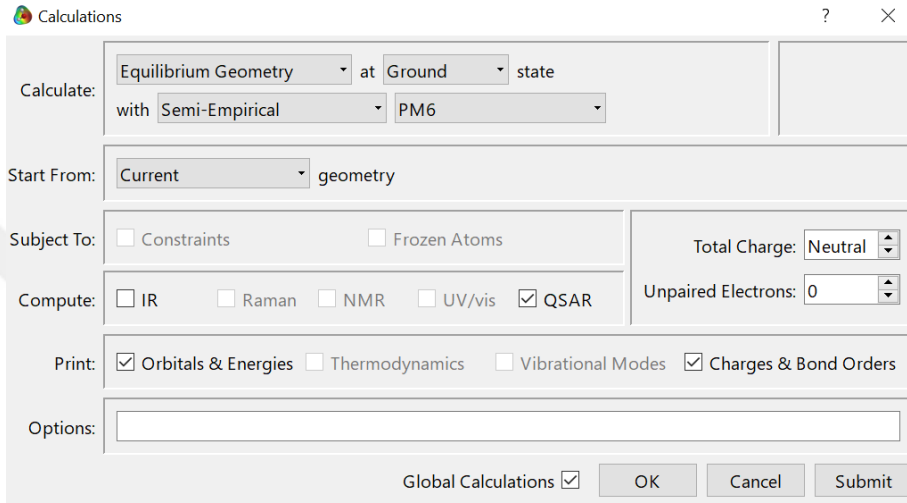 Calculations ?
Calculate: Equilibrium Geometry at Ground state
with Semi-Empirical PM6
Start From: Current geometry
Subject To: Constraints Frozen Atoms
Total Charge: Neutral
Compute: IR Raman NMR UV/vis QSAR
Unpaired Electrons: 0
Print: Orbitals & Energies Thermodynamics Vibrational Modes Charges & Bond Orders
Options:
Global Calculations OK Cancel Submit